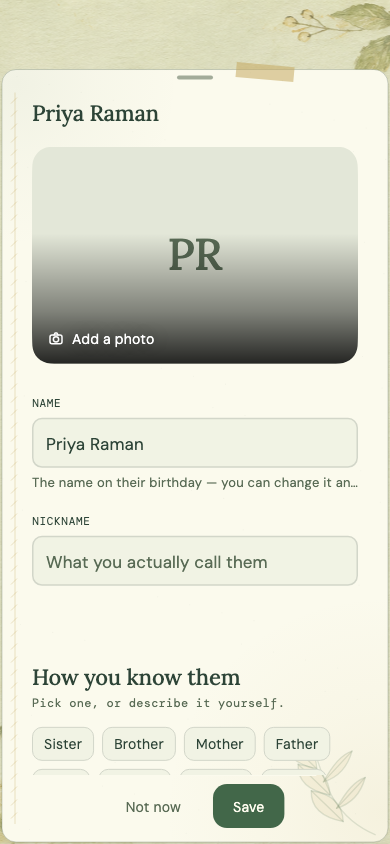 Priya Raman
PR
Add a photo
NAME
Priya Raman
The name on their birthday — you can change it an…
NICKNAME
What you actually call them
How you know them
Pick one, or describe it yourself.
Sister Brother Mother Father
Not now Save